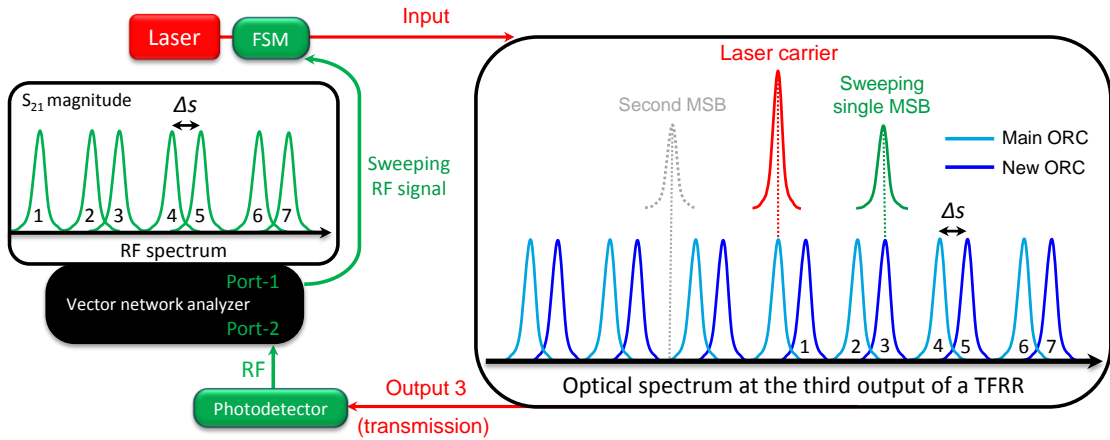 Laser
FSM
Input
S21 magnitude
Δs
1 2 3 4 5 6 7
RF spectrum
Sweeping
RF signal
Port-1
Vector network analyzer
Port-2
RF
Photodetector
Output 3
(transmission)
Laser carrier
Second MSB
Sweeping
single MSB
Main ORC
New ORC
Δs
1 2 3 4 5 6 7
Optical spectrum at the third output of a TFRR